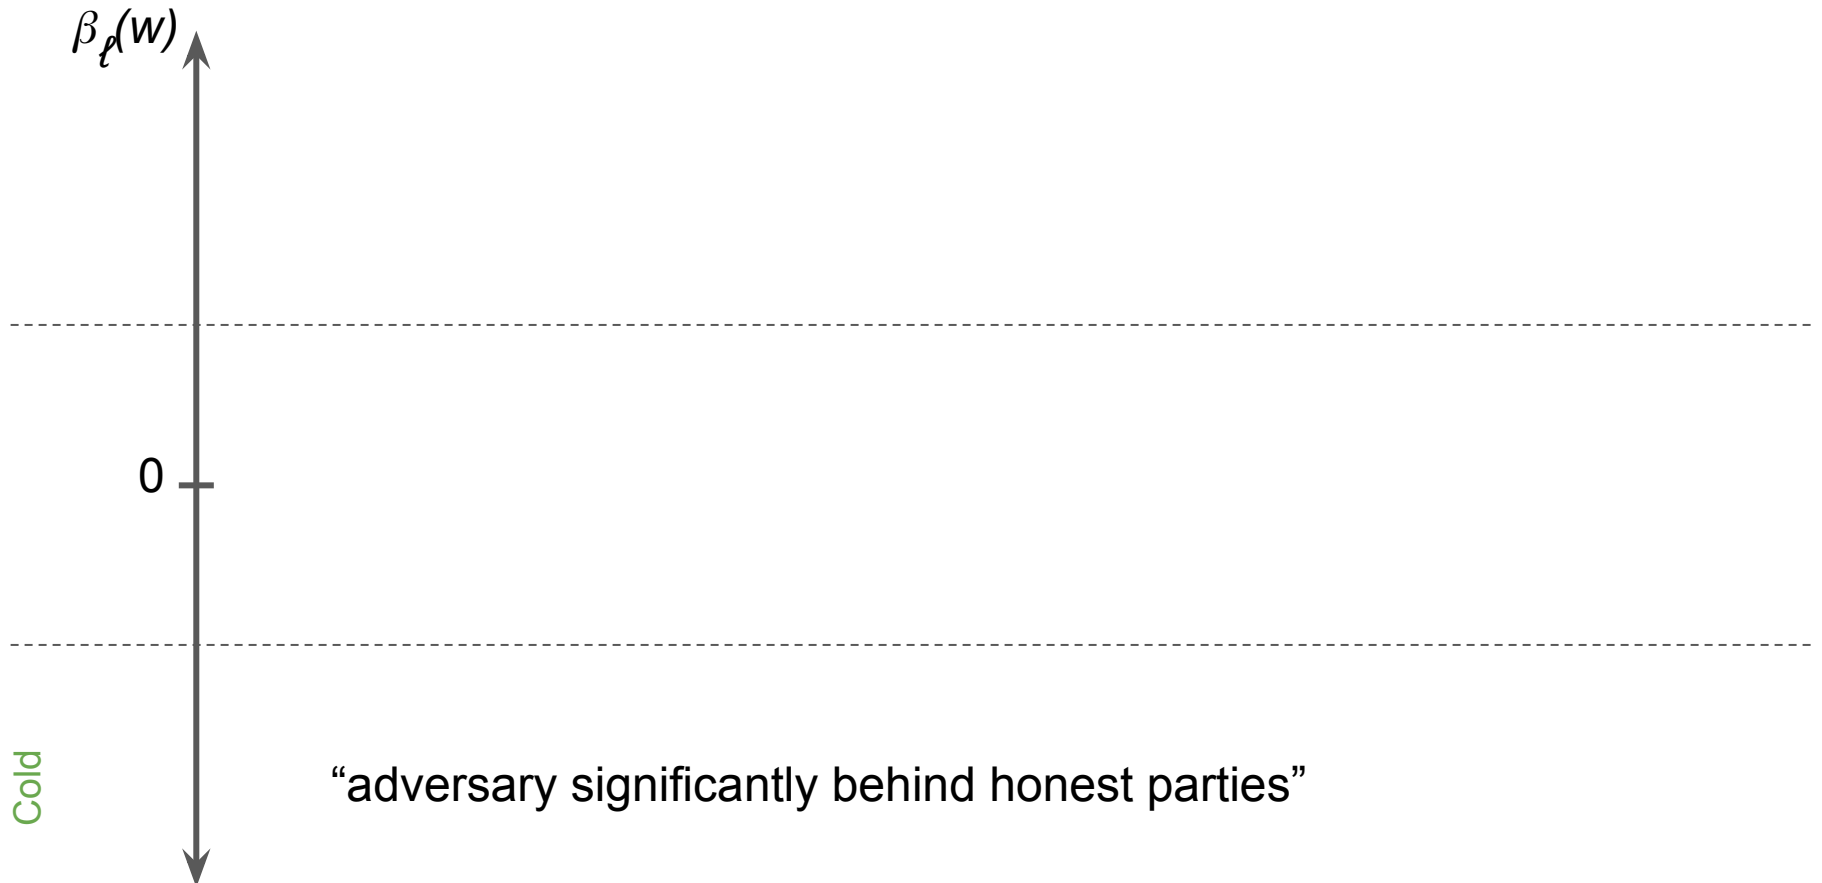 βℓ(w)
0
Cold
“adversary significantly behind honest parties”